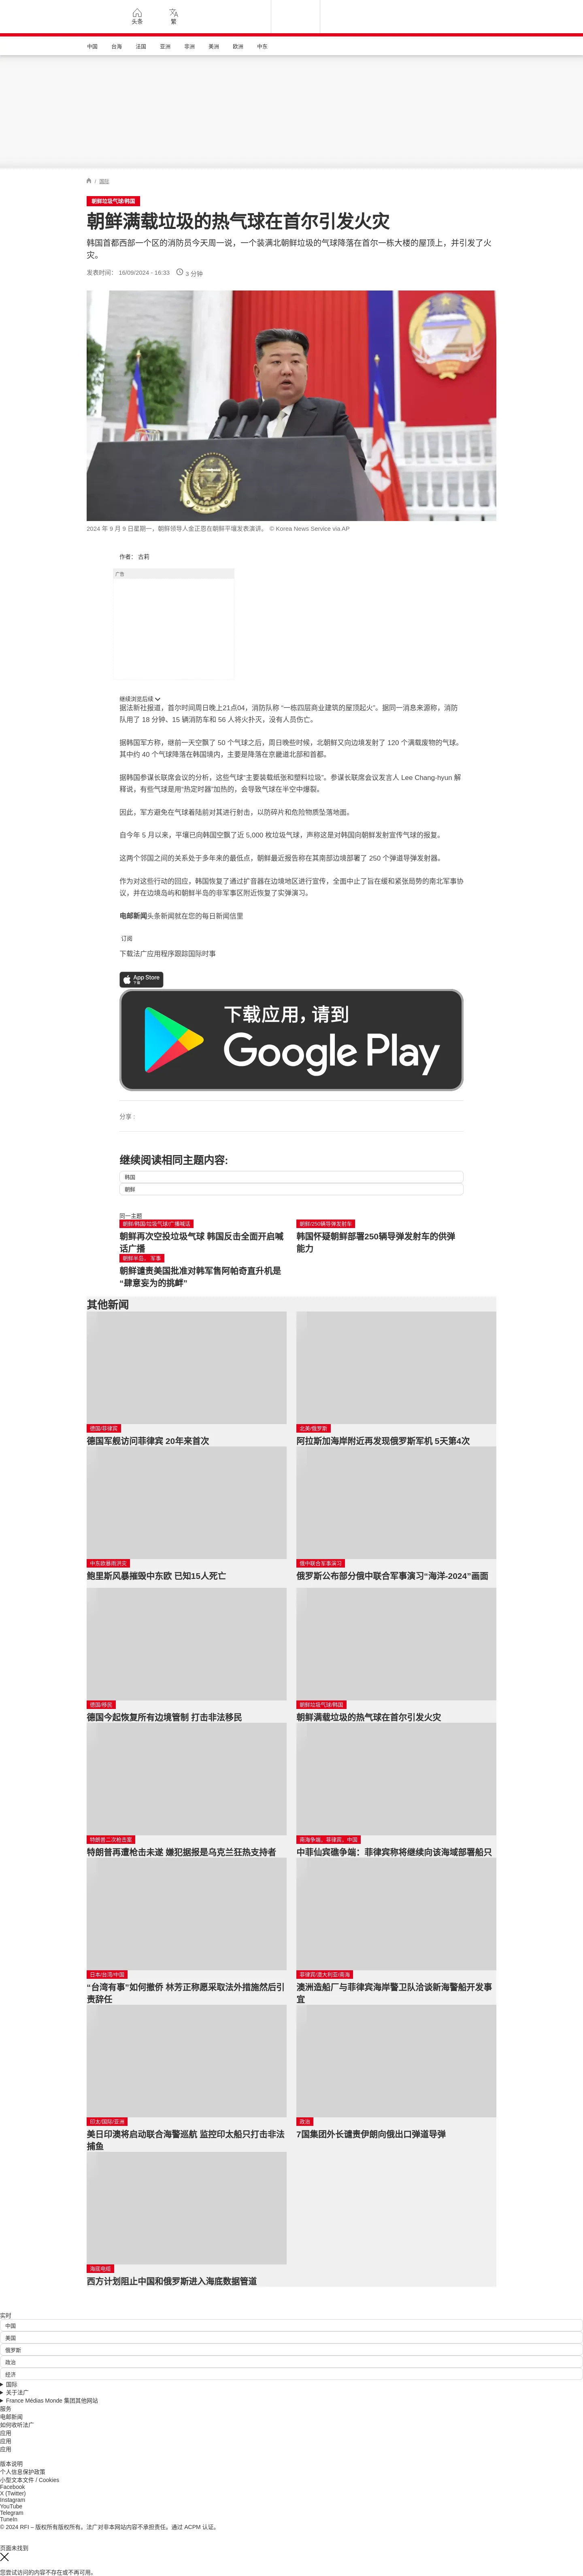 头条
繁
中国
台海
法国
亚洲
非洲
美洲
欧洲
中东
/ 国际
朝鲜垃圾气球/韩国
朝鲜满载垃圾的热气球在首尔引发火灾
韩国首都西部一个区的消防员今天周一说，一个装满北朝鲜垃圾的气球降落在首尔一栋大楼的屋顶上，并引发了火
灾。
发表时间： 16/09/2024 - 16:33
3 分钟
2024 年 9 月 9 日星期一，朝鲜领导人金正恩在朝鲜平壤发表演讲。 © Korea News Service via AP
作者： 古莉
广告
继续浏览后续
据法新社报道，首尔时间周日晚上21点04，消防队称 “一栋四层商业建筑的屋顶起火”。据同一消息来源称，消防
队用了 18 分钟、15 辆消防车和 56 人将火扑灭，没有人员伤亡。
据韩国军方称，继前一天空飘了 50 个气球之后，周日晚些时候，北朝鲜又向边境发射了 120 个满载废物的气球。
其中约 40 个气球降落在韩国境内，主要是降落在京畿道北部和首都。
据韩国参谋长联席会议的分析，这些气球“主要装载纸张和塑料垃圾”。参谋长联席会议发言人 Lee Chang-hyun 解
释说，有些气球是用“热定时器”加热的，会导致气球在半空中爆裂。
因此，军方避免在气球着陆前对其进行射击，以防碎片和危险物质坠落地面。
自今年 5 月以来，平壤已向韩国空飘了近 5,000 枚垃圾气球，声称这是对韩国向朝鲜发射宣传气球的报复。
这两个邻国之间的关系处于多年来的最低点，朝鲜最近报告称在其南部边境部署了 250 个弹道导弹发射器。
作为对这些行动的回应，韩国恢复了通过扩音器在边境地区进行宣传，全面中止了旨在缓和紧张局势的南北军事协
议，并在边境岛屿和朝鲜半岛的非军事区附近恢复了实弹演习。
电邮新闻头条新闻就在您的每日新闻信里
订阅
下载法广应用程序跟踪国际时事
App Store
下载
下载应用，请到
Google Play
分享 :
继续阅读相同主题内容:
韩国
朝鲜
同一主题
朝鲜/韩国/垃圾气球/广播喊话
朝鲜再次空投垃圾气球 韩国反击全面开启喊
话广播
朝鲜/250辆导弹发射车
韩国怀疑朝鲜部署250辆导弹发射车的供弹
能力
朝鲜半岛、 军事
朝鲜谴责美国批准对韩军售阿帕奇直升机是
“肆意妄为的挑衅”
其他新闻
德国/菲律宾
德国军舰访问菲律宾 20年来首次
北美/俄罗斯
阿拉斯加海岸附近再发现俄罗斯军机 5天第4次
中东欧暴雨洪灾
鲍里斯风暴摧毁中东欧 已知15人死亡
俄中联合军事演习
俄罗斯公布部分俄中联合军事演习“海洋-2024”画面
德国/移民
德国今起恢复所有边境管制 打击非法移民
朝鲜垃圾气球/韩国
朝鲜满载垃圾的热气球在首尔引发火灾
特朗普二次枪击案
特朗普再遭枪击未遂 嫌犯据报是乌克兰狂热支持者
南海争端，菲律宾，中国
中菲仙宾礁争端：菲律宾称将继续向该海域部署船只
日本/台湾/中国
“台湾有事”如何撤侨 林芳正称愿采取法外措施然后引
责辞任
菲律宾/澳大利亚/南海
澳洲造船厂与菲律宾海岸警卫队洽谈新海警船开发事
宜
印太/国际/亚洲
美日印澳将启动联合海警巡航 监控印太船只打击非法
捕鱼
政治
7国集团外长谴责伊朗向俄出口弹道导弹
海底电缆
西方计划阻止中国和俄罗斯进入海底数据管道
实时
中国
美国
俄罗斯
政治
经济
国际
关于法广
France Médias Monde 集团其他网站
服务
电邮新闻
如何收听法广
应用
应用
应用
版本说明
个人信息保护政策
小型文本文件 / Cookies
Facebook
X (Twitter)
Instagram
YouTube
Telegram
TuneIn
© 2024 RFI – 版权所有版权所有。法广对非本网站内容不承担责任。通过 ACPM 认证。
页面未找到
您尝试访问的内容不存在或不再可用。